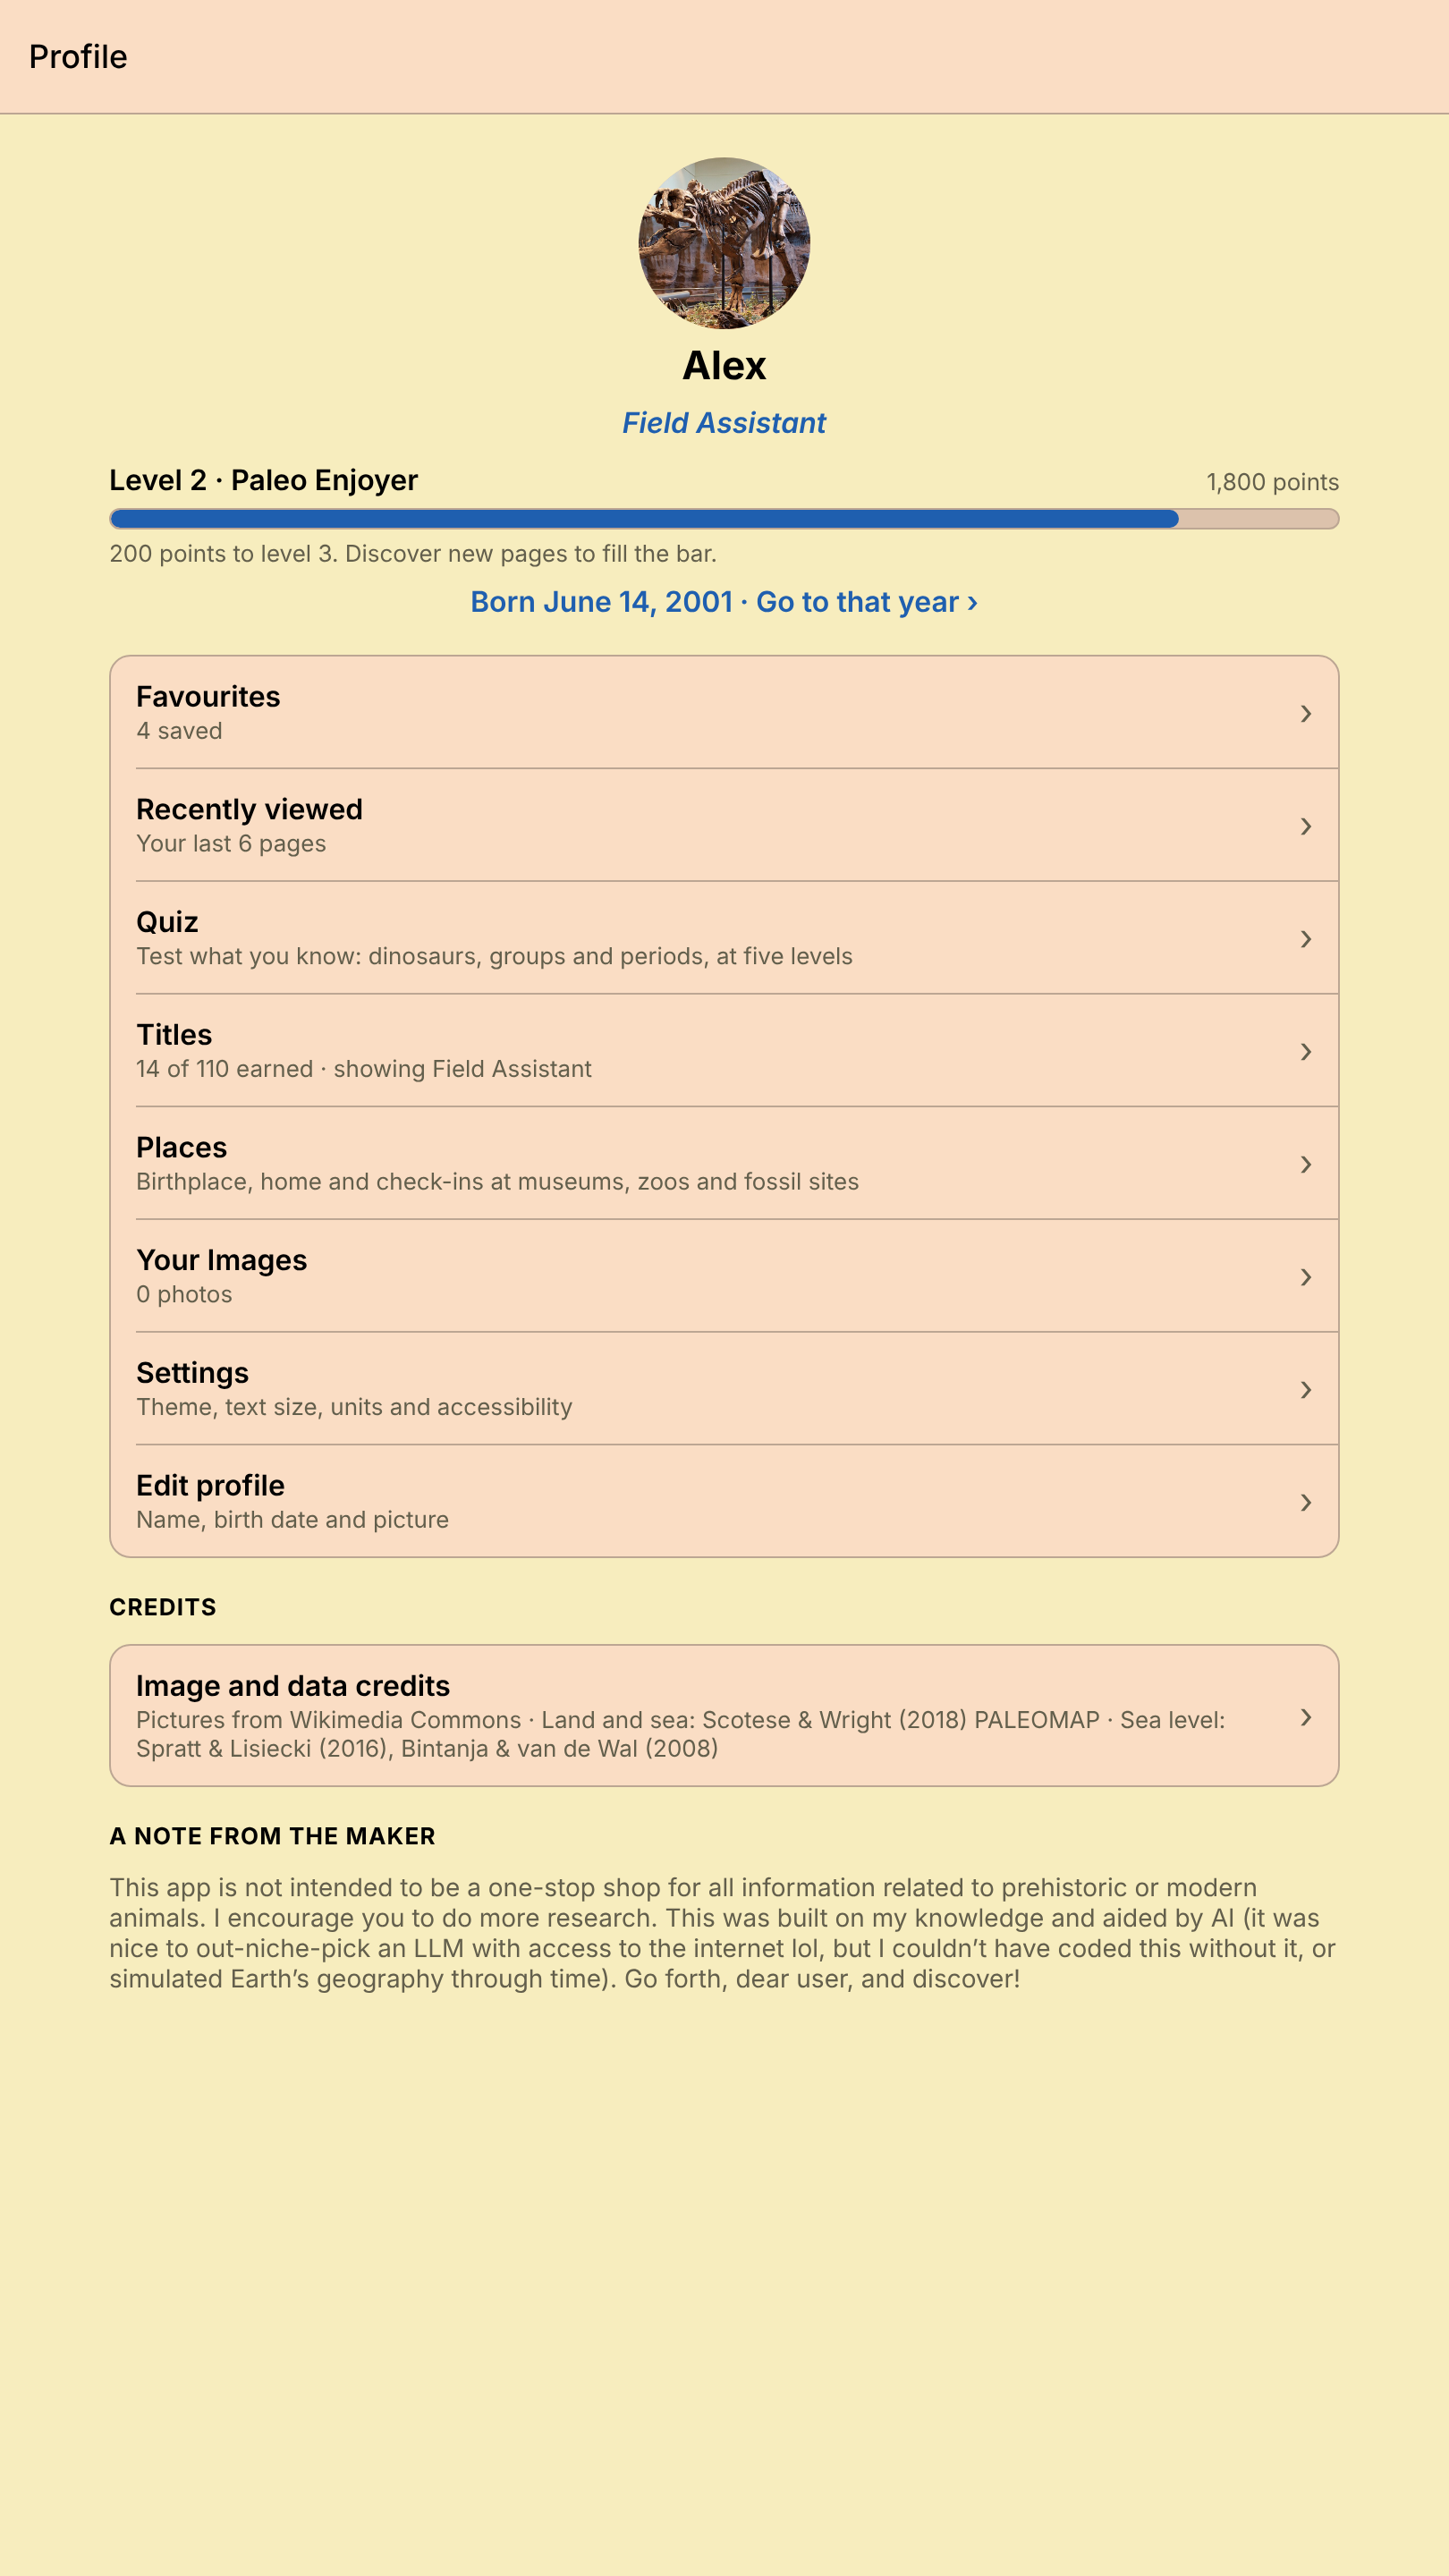 Profile
Alex
Field Assistant
Level 2 · Paleo Enjoyer
1,800 points
200 points to level 3. Discover new pages to fill the bar.
Born June 14, 2001 · Go to that year ›
Favourites
4 saved
Recently viewed
Your last 6 pages
Quiz
Test what you know: dinosaurs, groups and periods, at five levels
Titles
14 of 110 earned · showing Field Assistant
Places
Birthplace, home and check-ins at museums, zoos and fossil sites
Your Images
0 photos
Settings
Theme, text size, units and accessibility
Edit profile
Name, birth date and picture
CREDITS
Image and data credits
Pictures from Wikimedia Commons · Land and sea: Scotese & Wright (2018) PALEOMAP · Sea level:
Spratt & Lisiecki (2016), Bintanja & van de Wal (2008)
A NOTE FROM THE MAKER
This app is not intended to be a one-stop shop for all information related to prehistoric or modern
animals. I encourage you to do more research. This was built on my knowledge and aided by AI (it was
nice to out-niche-pick an LLM with access to the internet lol, but I couldn’t have coded this without it, or
simulated Earth’s geography through time). Go forth, dear user, and discover!